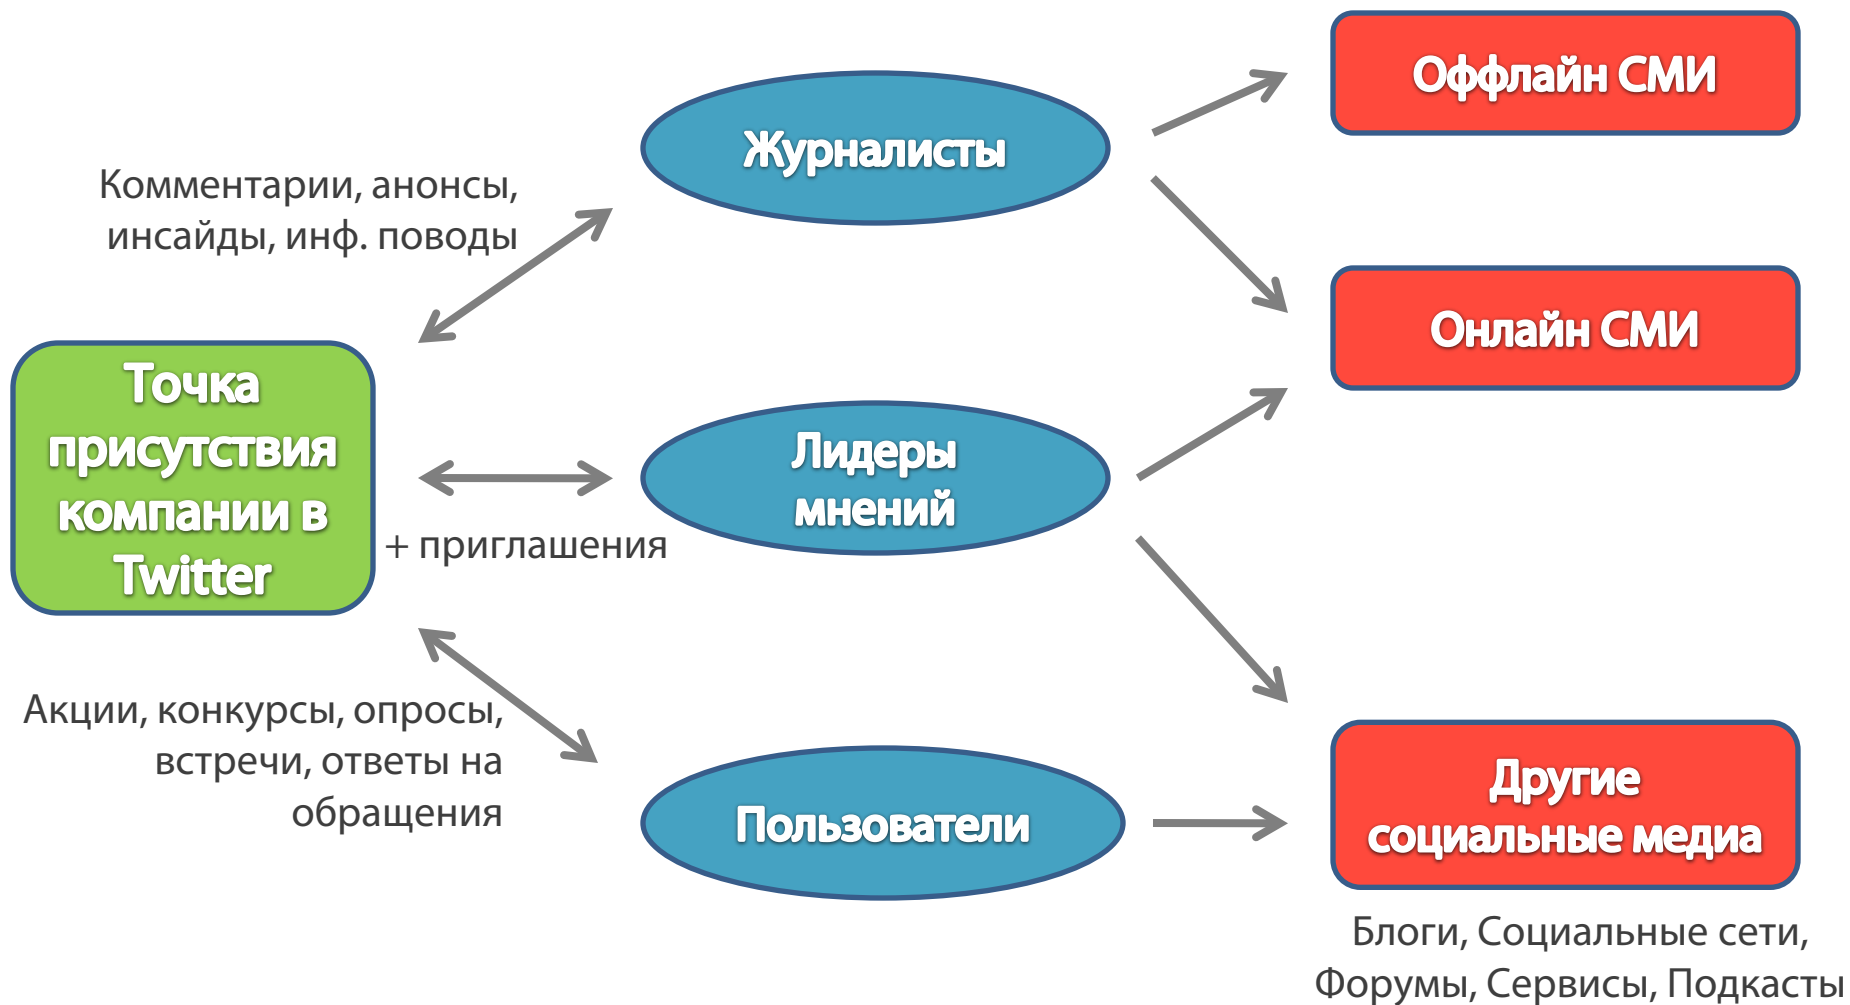 Оффлайн СМИ
Журналисты
Комментарии, анонсы,
инсайды, инф. поводы
Онлайн СМИ
Точка
присутствия
компании в
Twitter
Лидеры
мнений
+ приглашения
Акции, конкурсы, опросы,
встречи, ответы на
обращения
Пользователи
Другие
социальные медиа
Блоги, Социальные сети,
Форумы, Сервисы, Подкасты